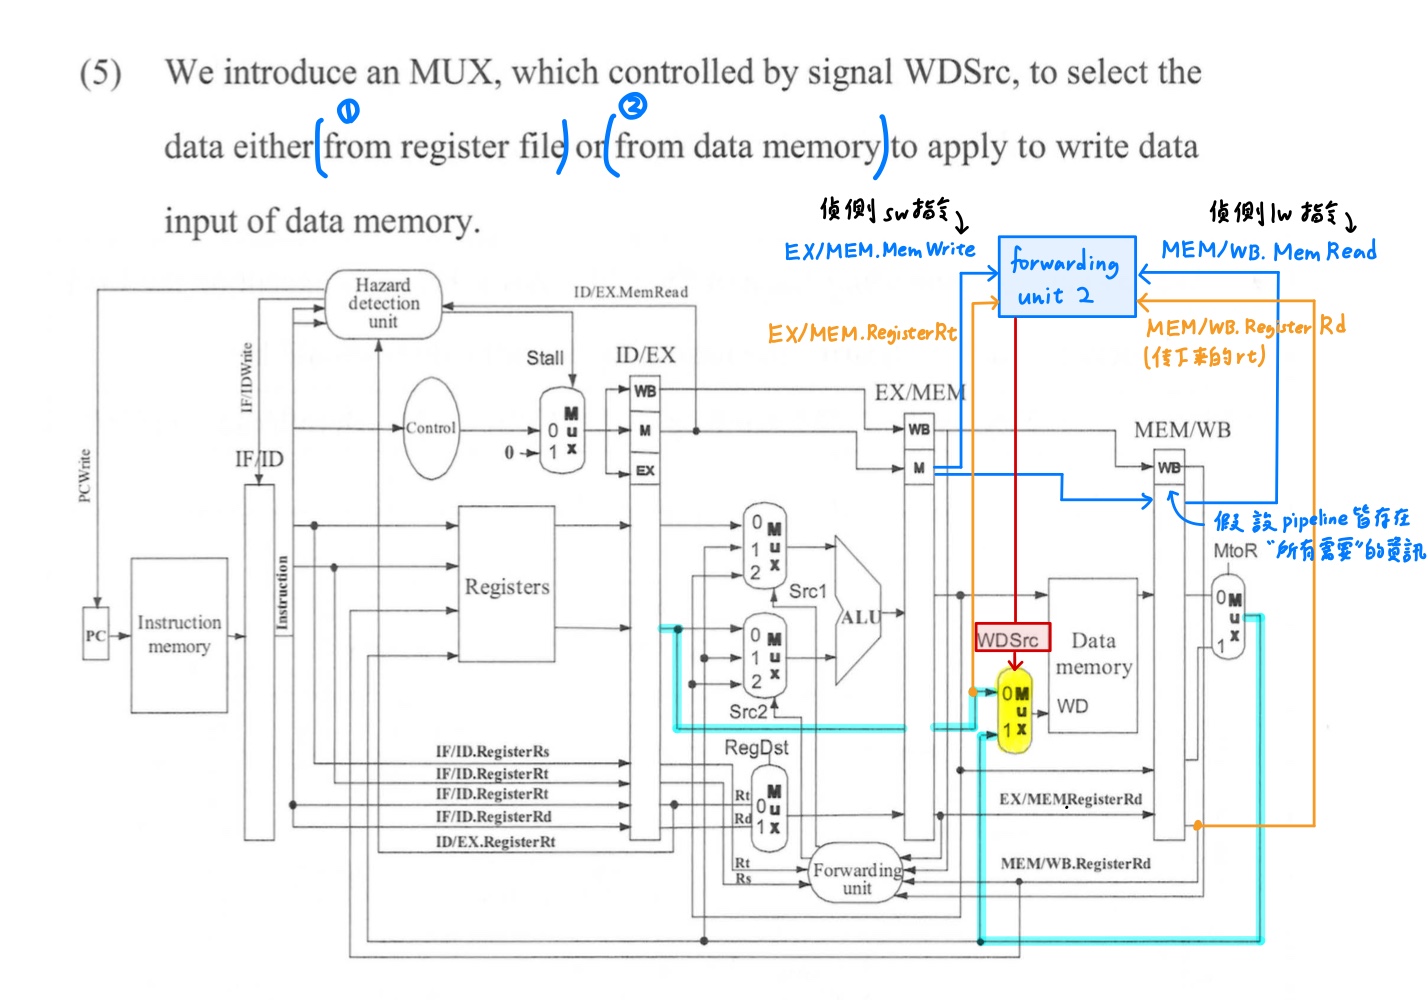 (5) We introduce an MUX, which controlled by signal WDSrc, to select the
① ②
data either (from register file) or (from data memory) to apply to write data
input of data memory.
偵測 sw 指令
偵測 lw 指令
EX/MEM.MemWrite
forwarding
unit 2
MEM/WB. Mem Read
EX/MEM.RegisterRt
MEM/WB. Register Rd
(傳下來的rt)
Hazard
detection
unit
ID/EX.MemRead
IF/IDWrite
PCWrite
Stall
ID/EX
EX/MEM
MEM/WB
IF/ID
Control
0
0
1
Mux
WB
M
EX
WB
M
WB
假設 pipeline 皆存在
"所有需要"的資訊
MtoR
PC
Instruction
memory
Instruction
Registers
0
1
2
Mux
Src1
0
1
2
Mux
Src2
ALU
WDSrc
0
1
Mux
Data
memory
WD
0
1
Mux
RegDst
Rt
Rd
0
1
Mux
IF/ID.RegisterRs
IF/ID.RegisterRt
IF/ID.RegisterRt
IF/ID.RegisterRd
ID/EX.RegisterRt
EX/MEMRegisterRd
MEM/WB.RegisterRd
Rt
Rs
Forwarding
unit